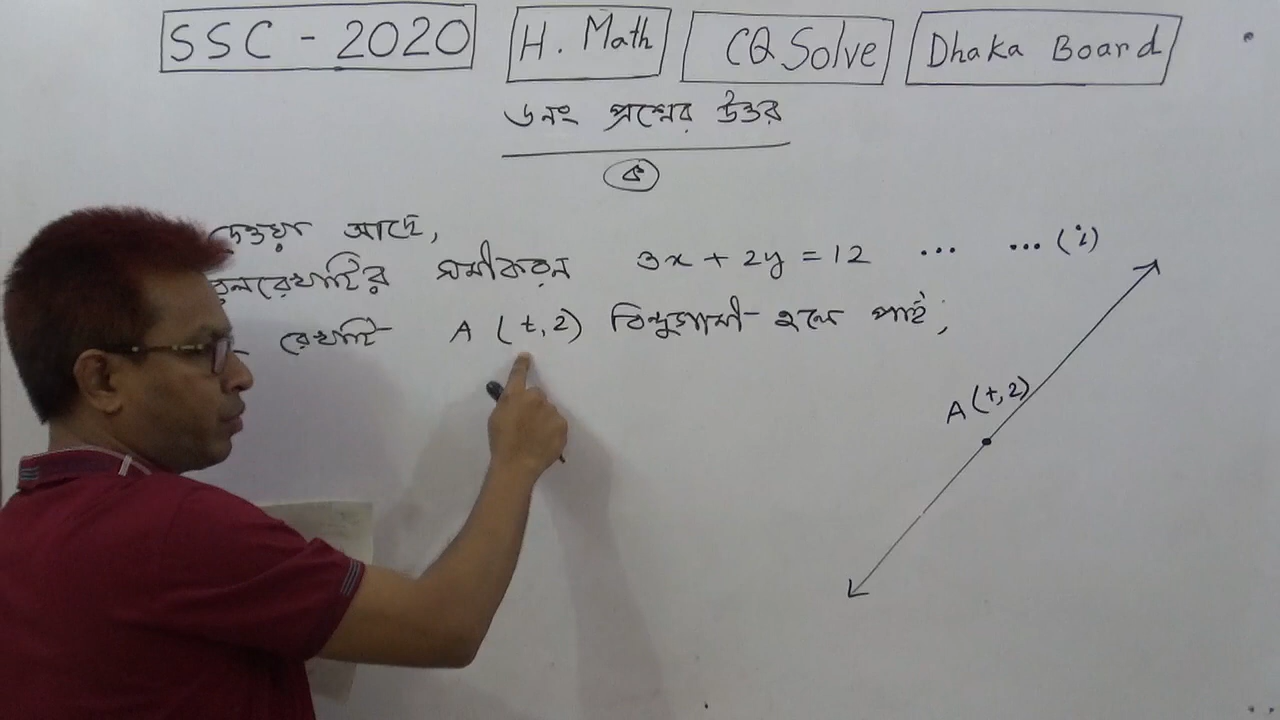 SSC - 2020 H. Math CQ Solve Dhaka Board
৬নং প্রশ্নের উত্তর
ক
দেওয়া আছে,
সমীকরন 3x + 2y = 12 ... ... (i)
রেখাটি A (t, 2) বিন্দুগামী হলে পাই,
A (t, 2)